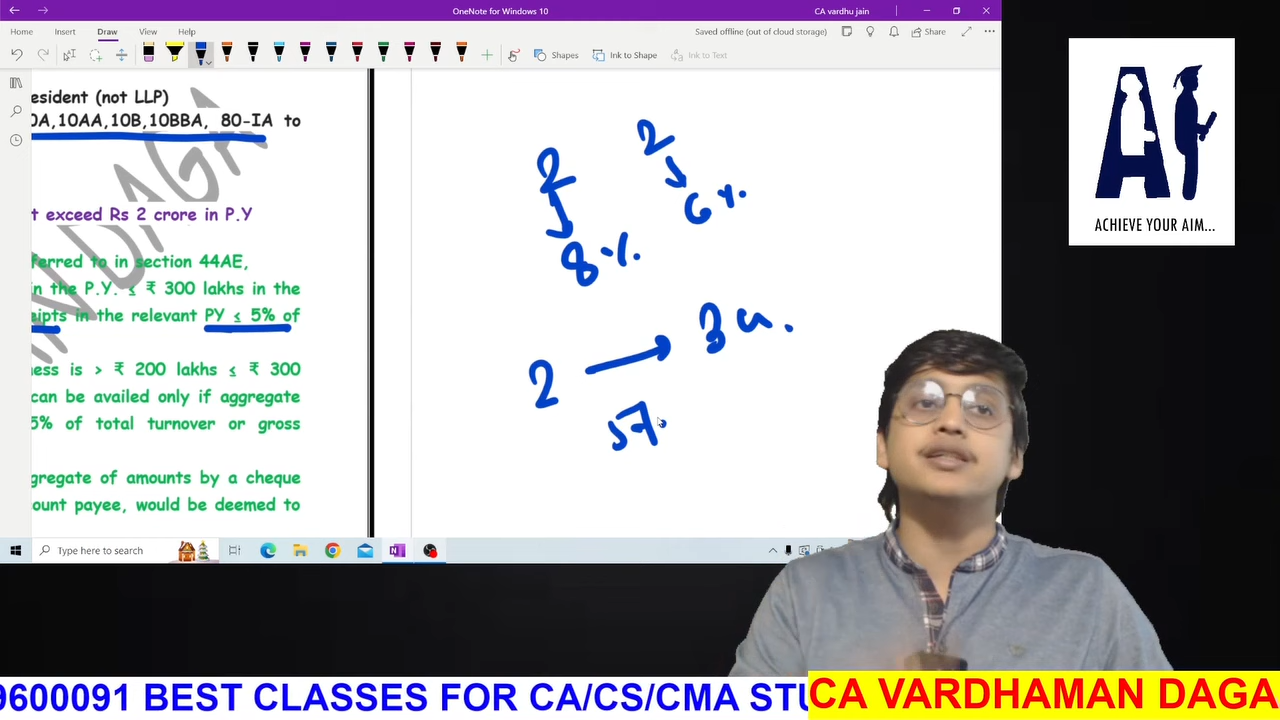 OneNote for Windows 10
CA vardhu jain
Home Insert Draw View Help
Saved offline (out of cloud storage)
Share
Shapes
Ink to Shape
Ink to Text
esident (not LLP)
0A,10AA,10B,10BBA, 80-IA to
t exceed Rs 2 crore in P.Y
ferred to in section 44AE,
n the P.Y. ≤ ₹ 300 lakhs in the
eipts in the relevant PY ≤ 5% of
ness is > ₹ 200 lakhs ≤ ₹ 300
can be availed only if aggregate
5% of total turnover or gross
gregate of amounts by a cheque
ount payee, would be deemed to
N DAGA
2 2
8% 6%
2 → 3 cr.
5%
Type here to search
ACHIEVE YOUR AIM...
9600091 BEST CLASSES FOR CA/CS/CMA STU
CA VARDHAMAN DAGA